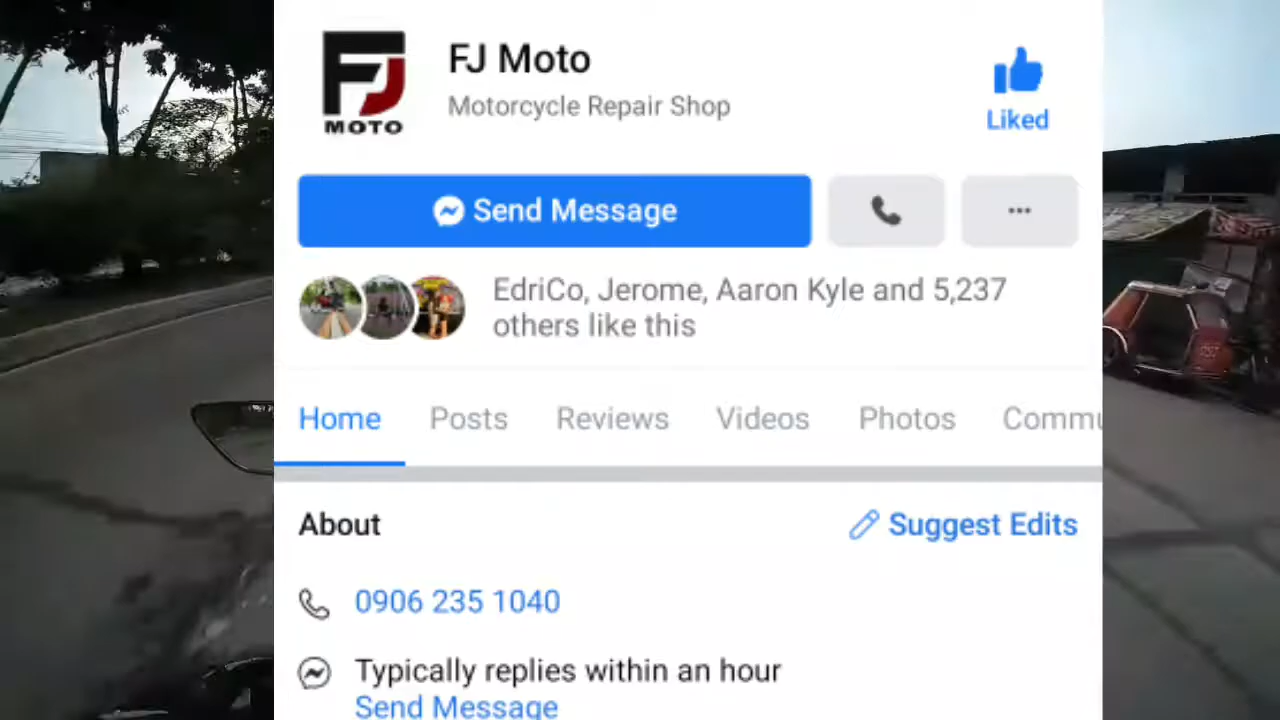 FJ
MOTO
FJ Moto
Motorcycle Repair Shop
Liked
Send Message
EdriCo, Jerome, Aaron Kyle and 5,237
others like this
Home Posts Reviews Videos Photos Commu
About
Suggest Edits
0906 235 1040
Typically replies within an hour
Send Message